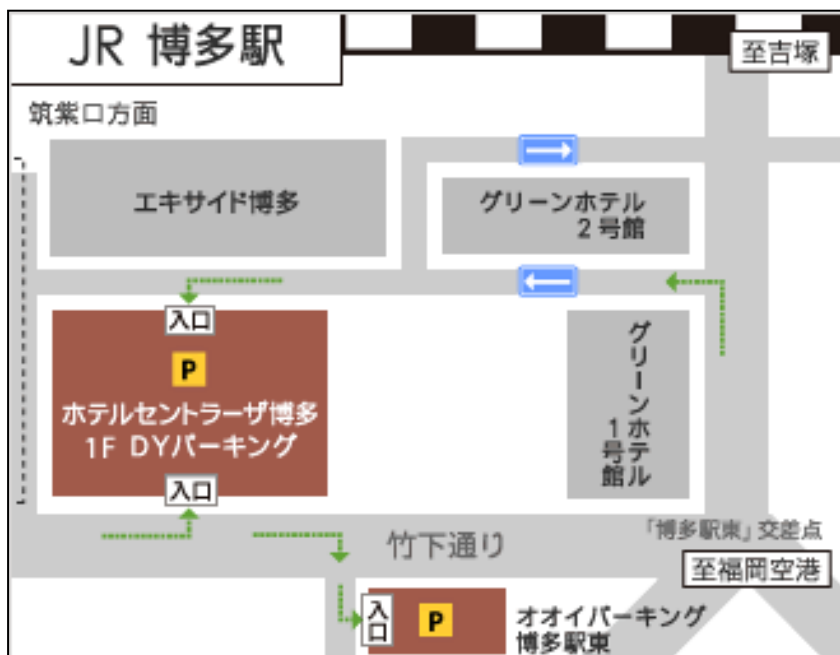 JR 博多駅
至吉塚
筑紫口方面
エキサイド博多
グリーンホテル
2号館
入口
P
ホテルセントラーザ博多
1F DYパーキング
入口
グリーンホテル
1号館
竹下通り
「博多駅東」交差点
至福岡空港
入口
P
オオイパーキング
博多駅東